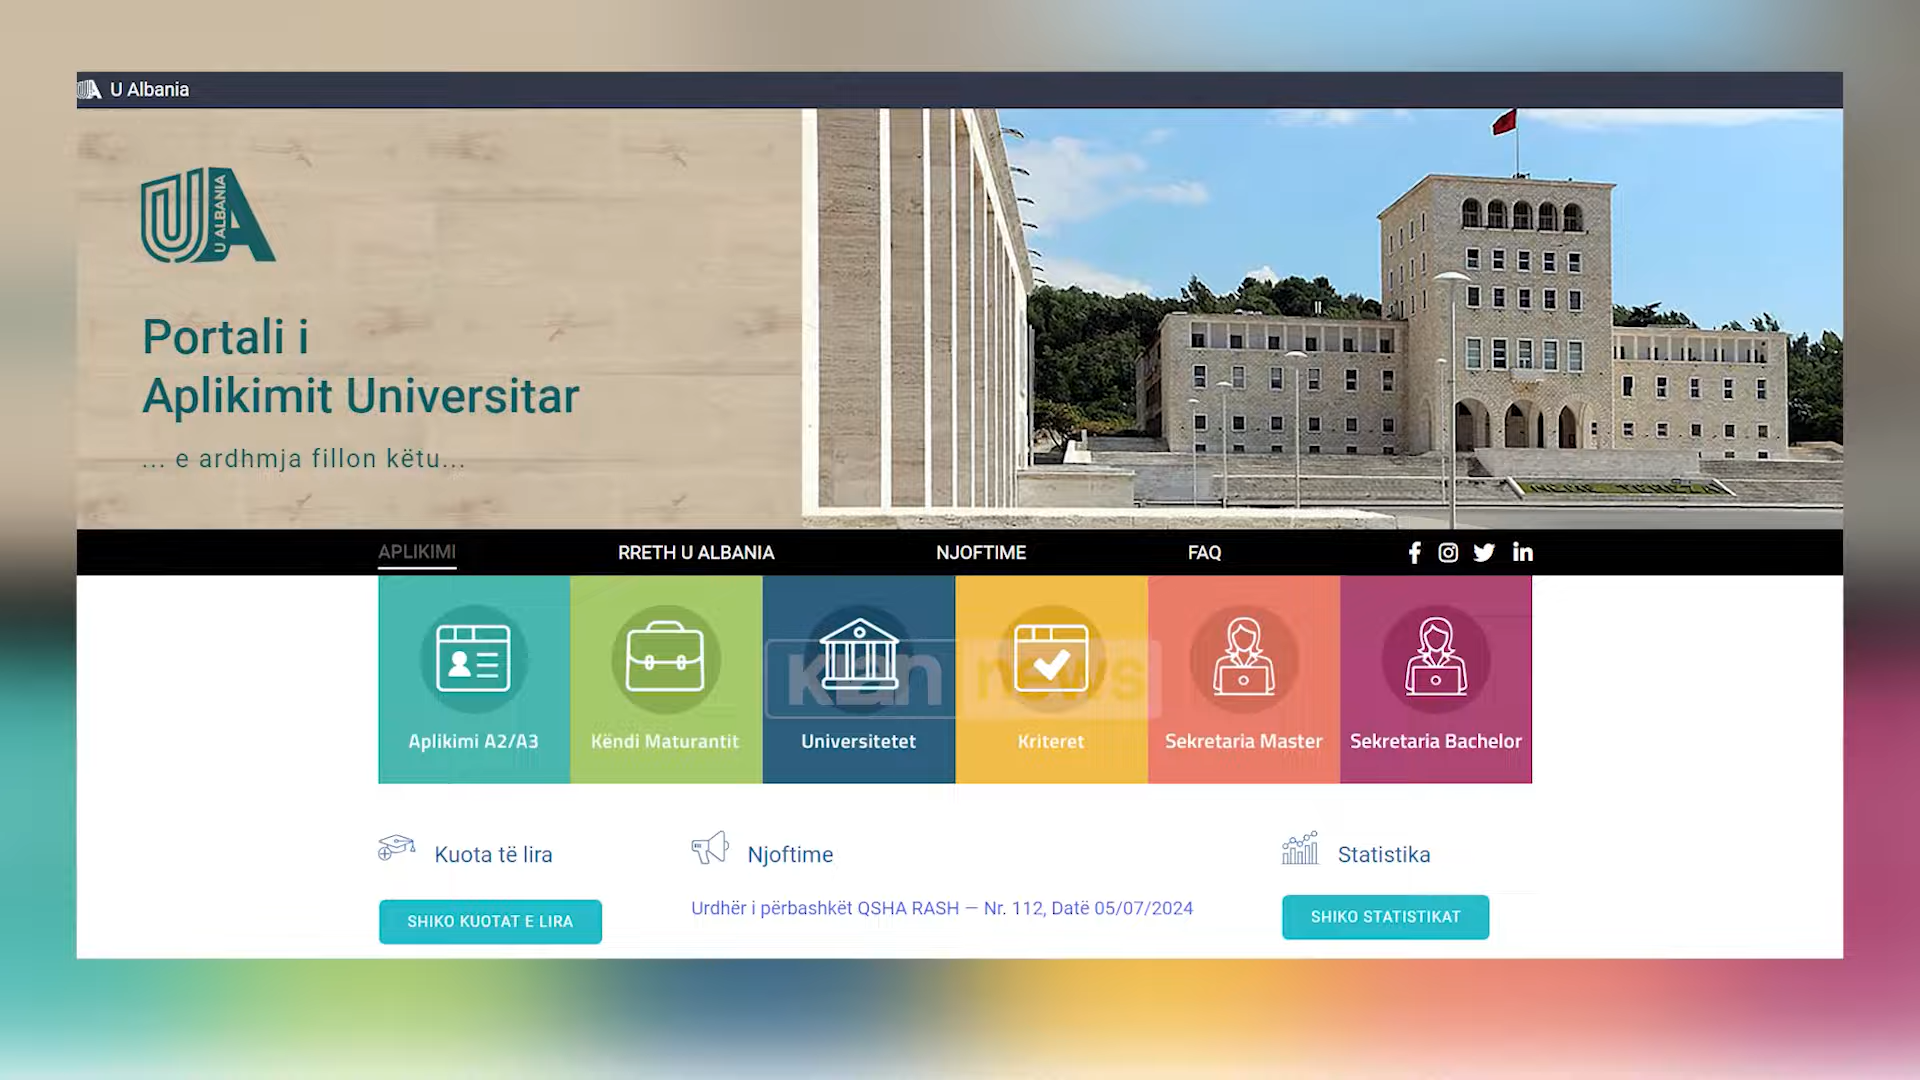 U Albania
U ALBANIA
Portali i
Aplikimit Universitar
... e ardhmja fillon këtu...
APLIKIMI
RRETH U ALBANIA
NJOFTIME
FAQ
klan news
Aplikimi A2/A3
Këndi Maturantit
Universitetet
Kriteret
Sekretaria Master
Sekretaria Bachelor
Kuota të lira
Njoftime
Statistika
SHIKO KUOTAT E LIRA
Urdhër i përbashkët QSHA RASH — Nr. 112, Datë 05/07/2024
SHIKO STATISTIKAT